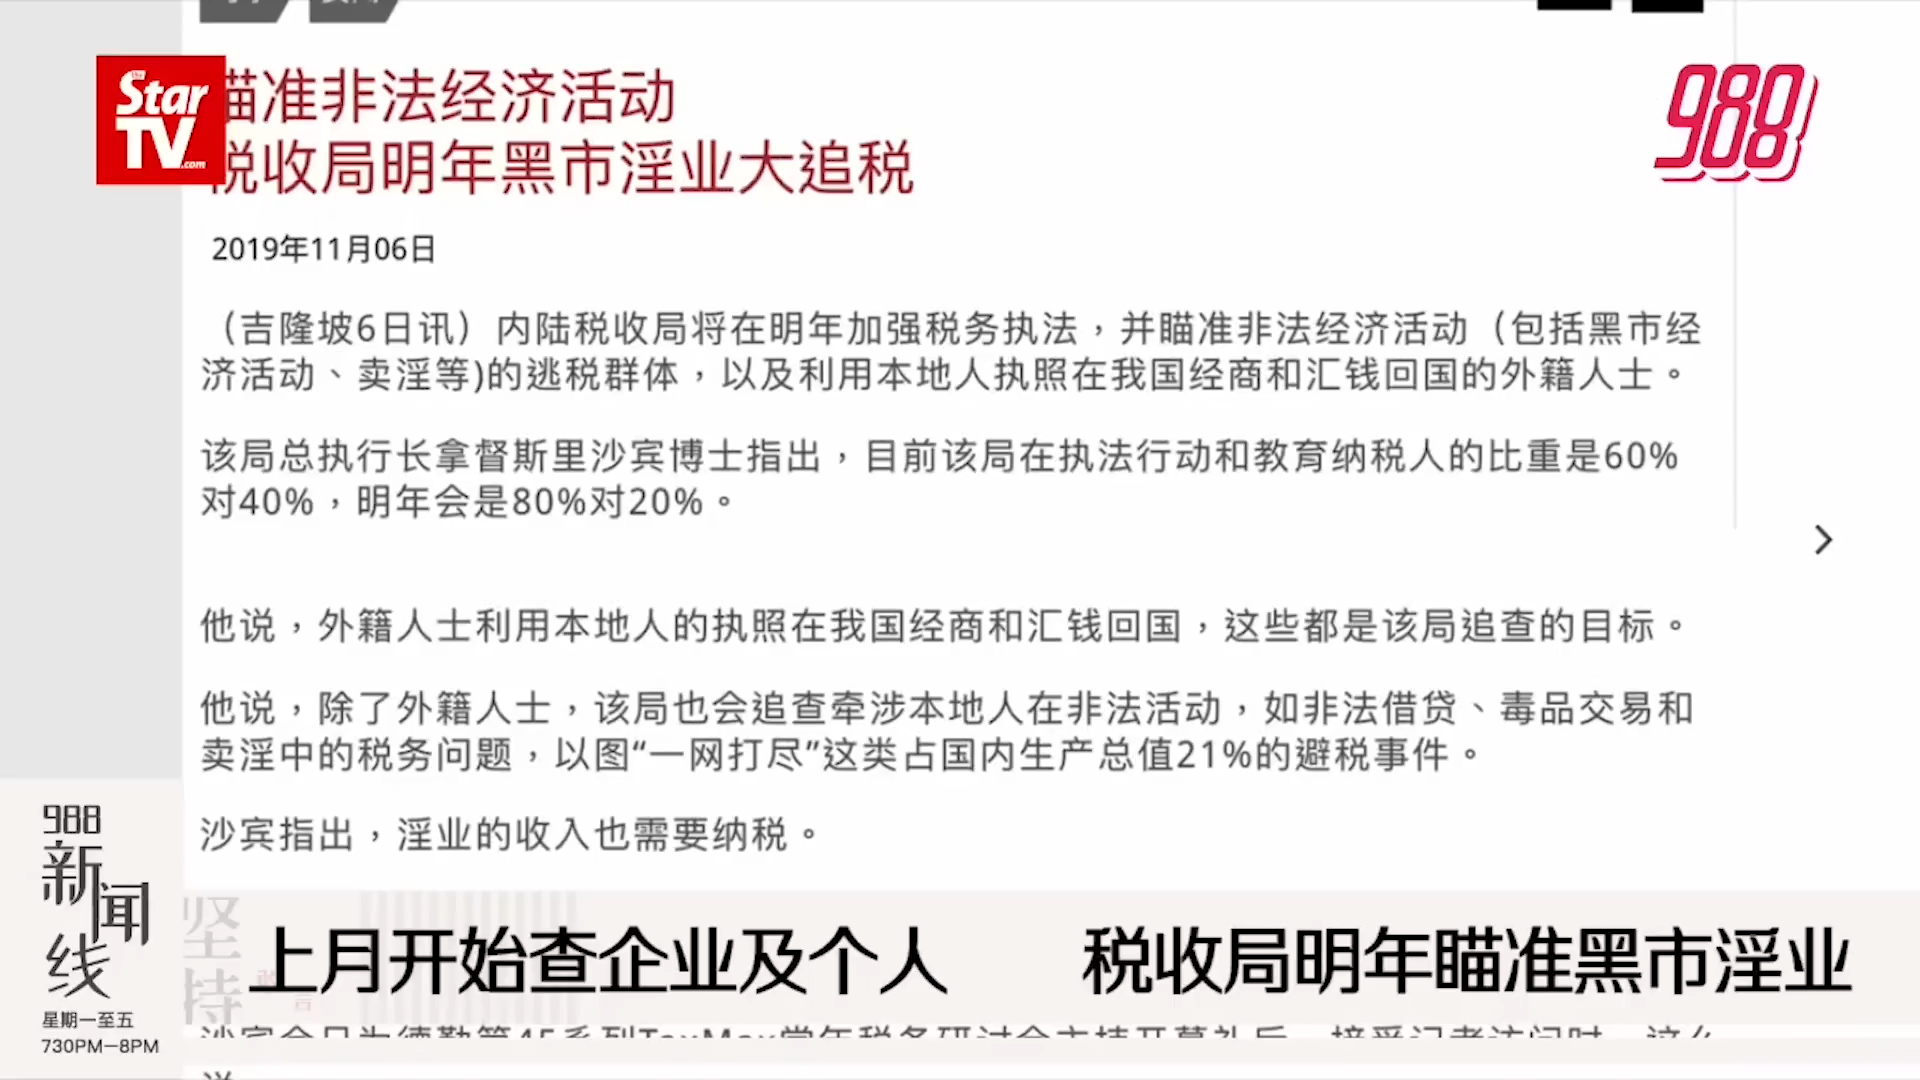 Star
TV.com
988
瞄准非法经济活动
税收局明年黑市淫业大追税
2019年11月06日
（吉隆坡6日讯）内陆税收局将在明年加强税务执法，并瞄准非法经济活动（包括黑市经
济活动、卖淫等)的逃税群体，以及利用本地人执照在我国经商和汇钱回国的外籍人士。
该局总执行长拿督斯里沙宾博士指出，目前该局在执法行动和教育纳税人的比重是60%
对40%，明年会是80%对20%。
他说，外籍人士利用本地人的执照在我国经商和汇钱回国，这些都是该局追查的目标。
他说，除了外籍人士，该局也会追查牵涉本地人在非法活动，如非法借贷、毒品交易和
卖淫中的税务问题，以图“一网打尽”这类占国内生产总值21%的避税事件。
沙宾指出，淫业的收入也需要纳税。
988
新闻线
星期一至五
730PM—8PM
坚持
上月开始查企业及个人 税收局明年瞄准黑市淫业